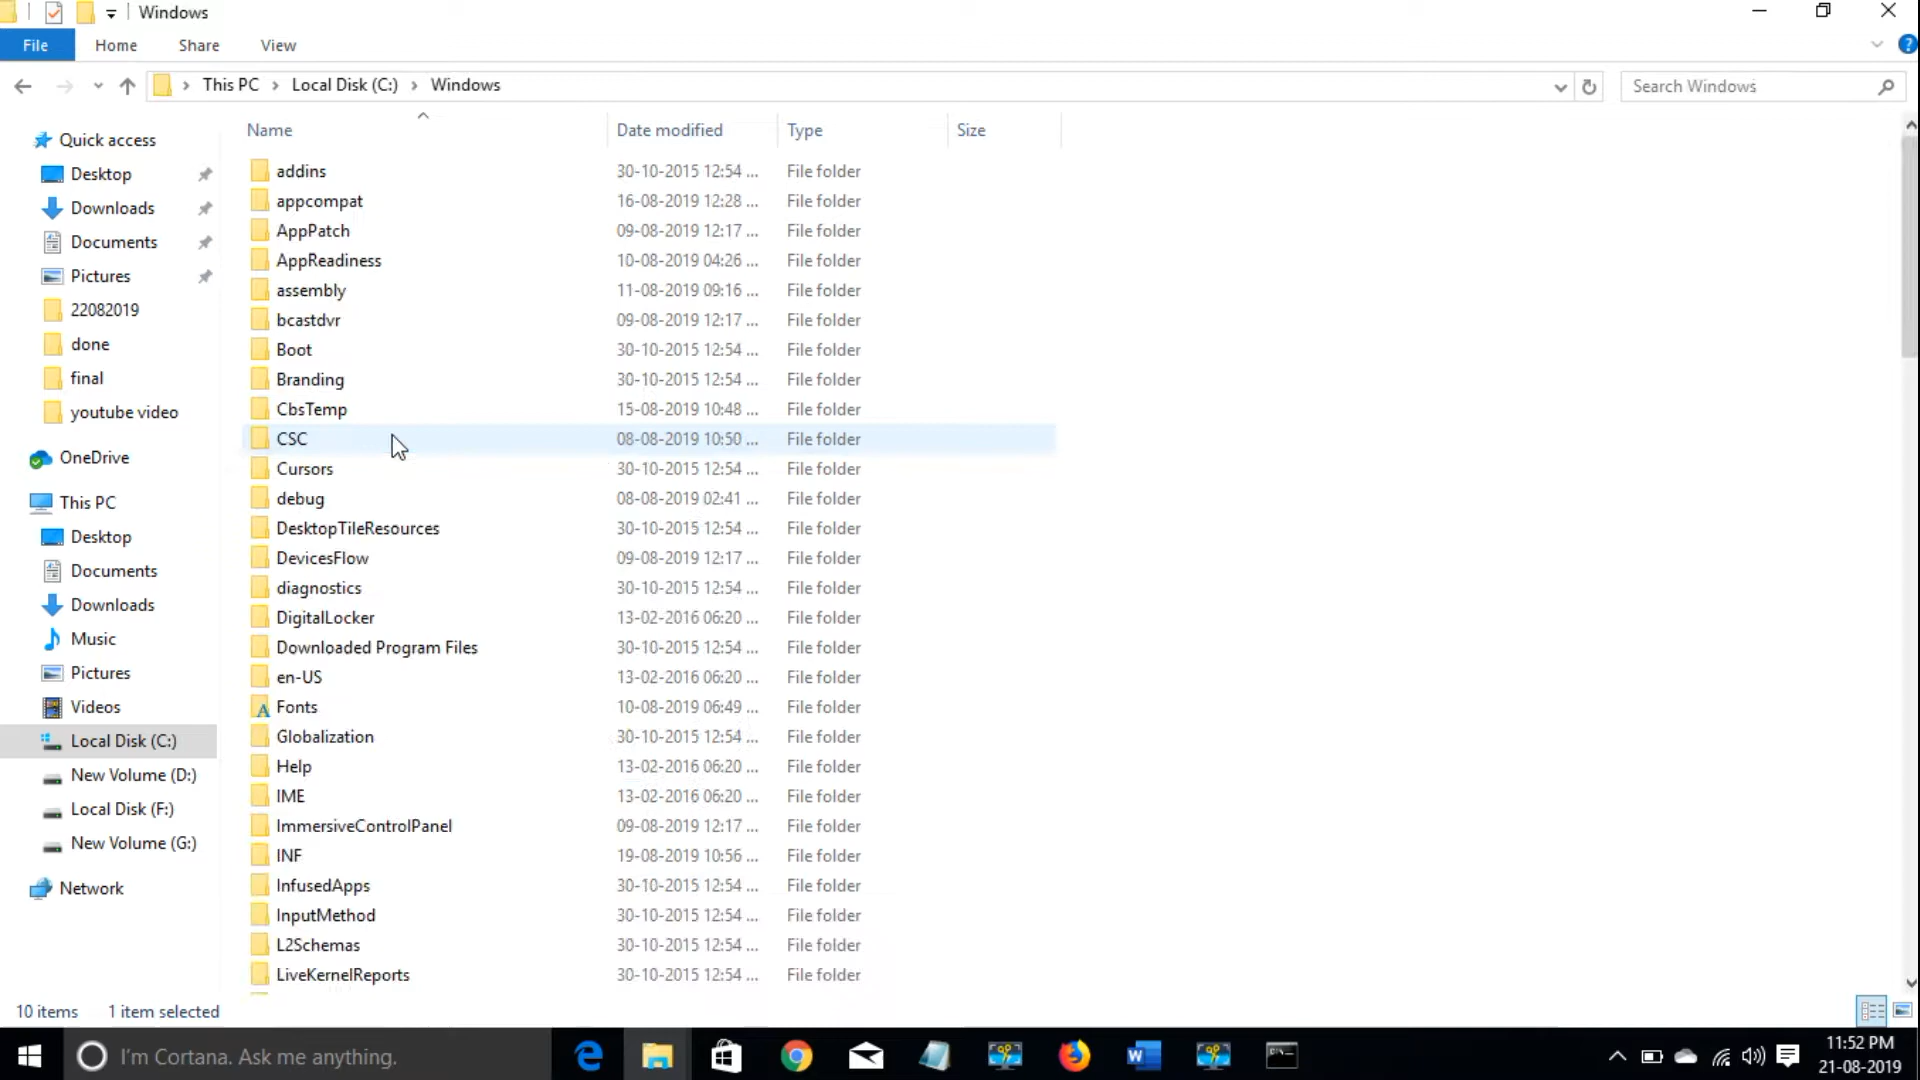 Windows
File Home Share View
This PC > Local Disk (C:) > Windows
Search Windows
Name Date modified Type Size
Quick access
Desktop
Downloads
Documents
Pictures
22082019
done
final
youtube video
OneDrive
This PC
Desktop
Documents
Downloads
Music
Pictures
Videos
Local Disk (C:)
New Volume (D:)
Local Disk (F:)
New Volume (G:)
Network
addins 30-10-2015 12:54 ... File folder
appcompat 16-08-2019 12:28 ... File folder
AppPatch 09-08-2019 12:17 ... File folder
AppReadiness 10-08-2019 04:26 ... File folder
assembly 11-08-2019 09:16 ... File folder
bcastdvr 09-08-2019 12:17 ... File folder
Boot 30-10-2015 12:54 ... File folder
Branding 30-10-2015 12:54 ... File folder
CbsTemp 15-08-2019 10:48 ... File folder
CSC 08-08-2019 10:50 ... File folder
Cursors 30-10-2015 12:54 ... File folder
debug 08-08-2019 02:41 ... File folder
DesktopTileResources 30-10-2015 12:54 ... File folder
DevicesFlow 09-08-2019 12:17 ... File folder
diagnostics 30-10-2015 12:54 ... File folder
DigitalLocker 13-02-2016 06:20 ... File folder
Downloaded Program Files 30-10-2015 12:54 ... File folder
en-US 13-02-2016 06:20 ... File folder
Fonts 10-08-2019 06:49 ... File folder
Globalization 30-10-2015 12:54 ... File folder
Help 13-02-2016 06:20 ... File folder
IME 13-02-2016 06:20 ... File folder
ImmersiveControlPanel 09-08-2019 12:17 ... File folder
INF 19-08-2019 10:56 ... File folder
InfusedApps 30-10-2015 12:54 ... File folder
InputMethod 30-10-2015 12:54 ... File folder
L2Schemas 30-10-2015 12:54 ... File folder
LiveKernelReports 30-10-2015 12:54 ... File folder
10 items 1 item selected
I'm Cortana. Ask me anything.
11:52 PM
21-08-2019